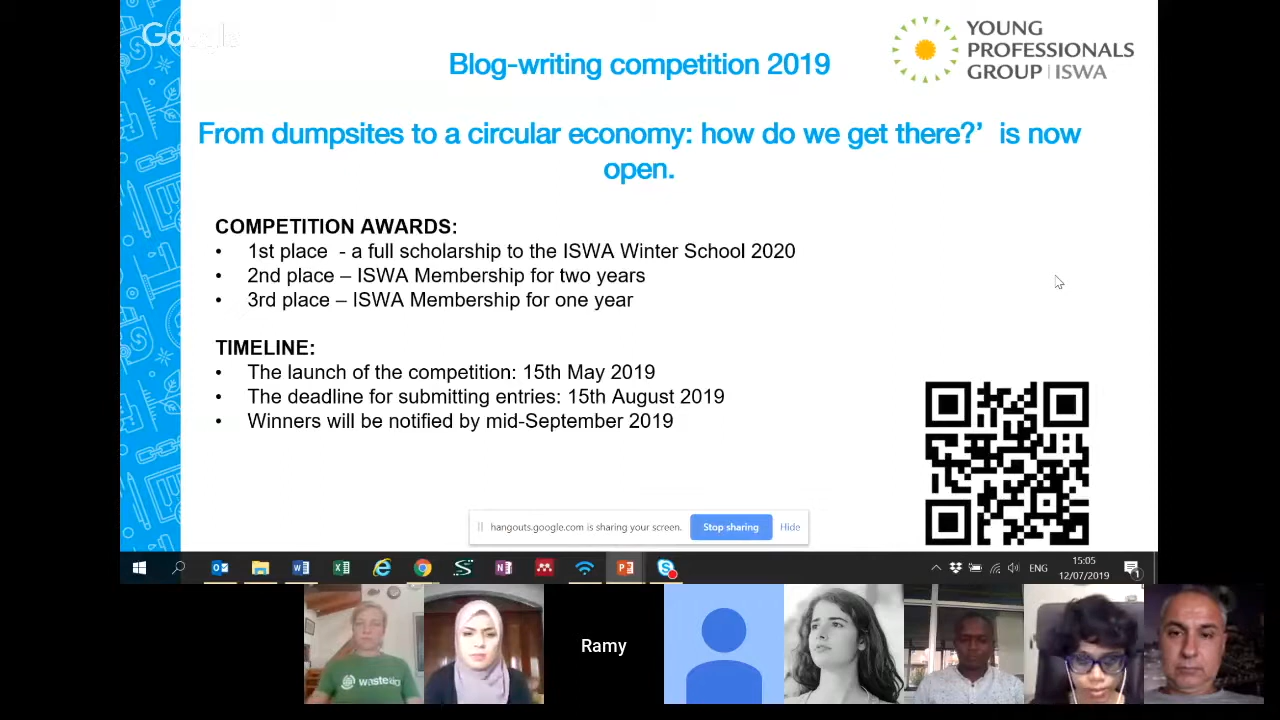 Google
YOUNG
PROFESSIONALS
GROUP | ISWA
Blog-writing competition 2019
From dumpsites to a circular economy: how do we get there?’ is now
open.
COMPETITION AWARDS:
• 1st place - a full scholarship to the ISWA Winter School 2020
• 2nd place – ISWA Membership for two years
• 3rd place – ISWA Membership for one year
TIMELINE:
• The launch of the competition: 15th May 2019
• The deadline for submitting entries: 15th August 2019
• Winners will be notified by mid-September 2019
hangouts.google.com is sharing your screen. Stop sharing Hide
ENG
15:05
12/07/2019
1
Ramy